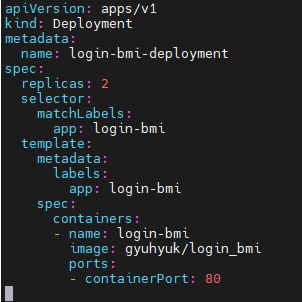 apiVersion: apps/v1
kind: Deployment
metadata:
  name: login-bmi-deployment
spec:
  replicas: 2
  selector:
    matchLabels:
      app: login-bmi
  template:
    metadata:
      labels:
        app: login-bmi
    spec:
      containers:
      - name: login-bmi
        image: gyuhyuk/login_bmi
        ports:
        - containerPort: 80